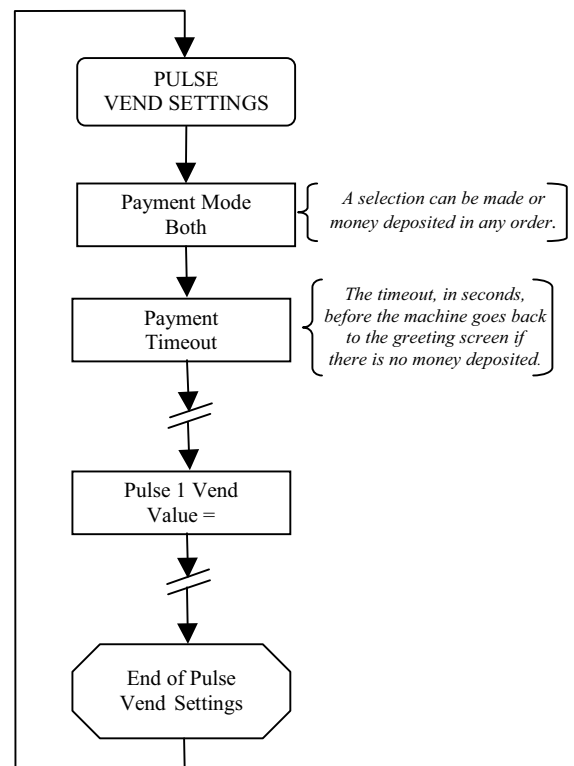 PULSE
VEND SETTINGS
Payment Mode
Both
A selection can be made or
money deposited in any order.
Payment
Timeout
The timeout, in seconds,
before the machine goes back
to the greeting screen if
there is no money deposited.
Pulse 1 Vend
Value =
End of Pulse
Vend Settings